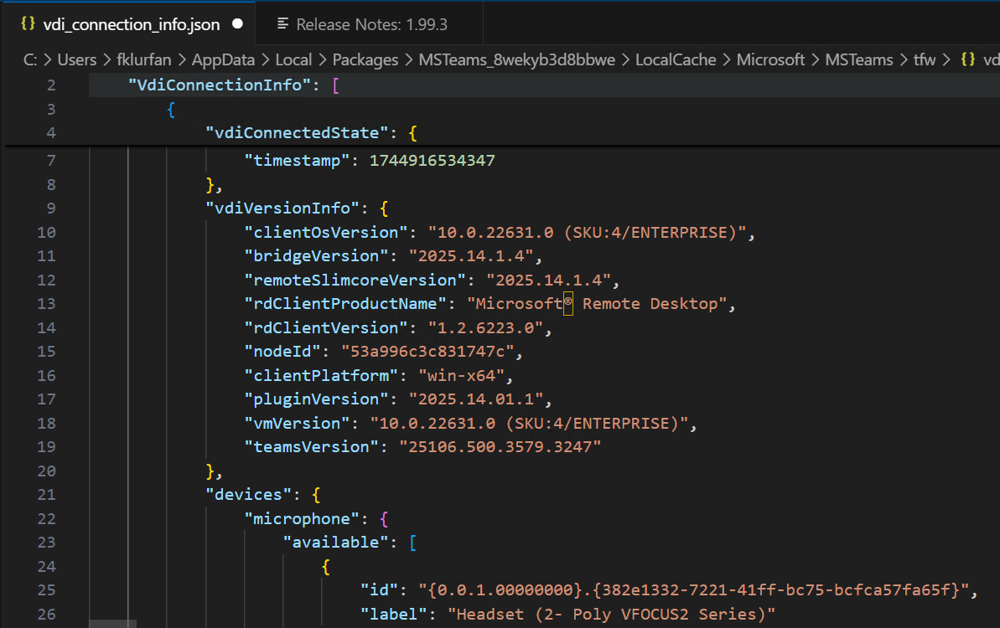 {} vdi_connection_info.json ● Release Notes: 1.99.3
C: > Users > fklurfan > AppData > Local > Packages > MSTeams_8wekyb3d8bbwe > LocalCache > Microsoft > MSTeams > tfw > {} vd
2 "VdiConnectionInfo": [
3 {
4 "vdiConnectedState": {
7 "timestamp": 1744916534347
8 },
9 "vdiVersionInfo": {
10 "clientOsVersion": "10.0.22631.0 (SKU:4/ENTERPRISE)",
11 "bridgeVersion": "2025.14.1.4",
12 "remoteSlimcoreVersion": "2025.14.1.4",
13 "rdClientProductName": "Microsoft® Remote Desktop",
14 "rdClientVersion": "1.2.6223.0",
15 "nodeId": "53a996c3c831747c",
16 "clientPlatform": "win-x64",
17 "pluginVersion": "2025.14.01.1",
18 "vmVersion": "10.0.22631.0 (SKU:4/ENTERPRISE)",
19 "teamsVersion": "25106.500.3579.3247"
20 },
21 "devices": {
22 "microphone": {
23 "available": [
24 {
25 "id": "{0.0.1.00000000}.{382e1332-7221-41ff-bc75-bcfca57fa65f}",
26 "label": "Headset (2- Poly VFOCUS2 Series)"